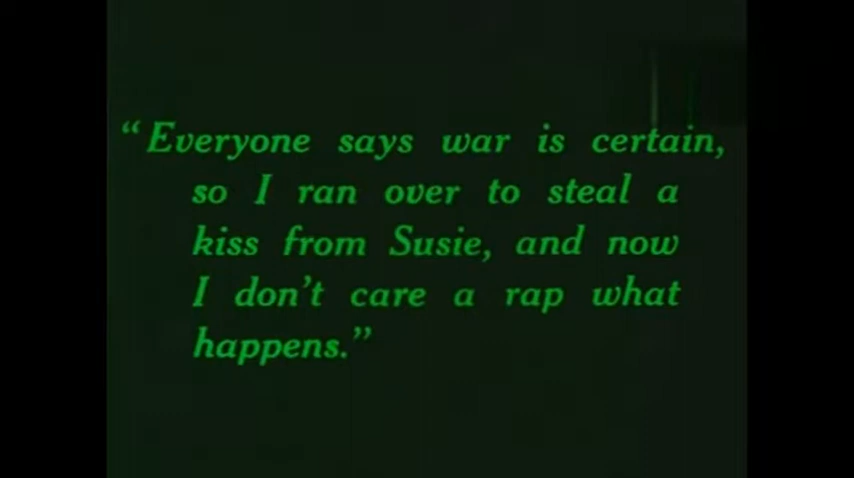 “Everyone says war is certain,
so I ran over to steal a
kiss from Susie, and now
I don’t care a rap what
happens.”